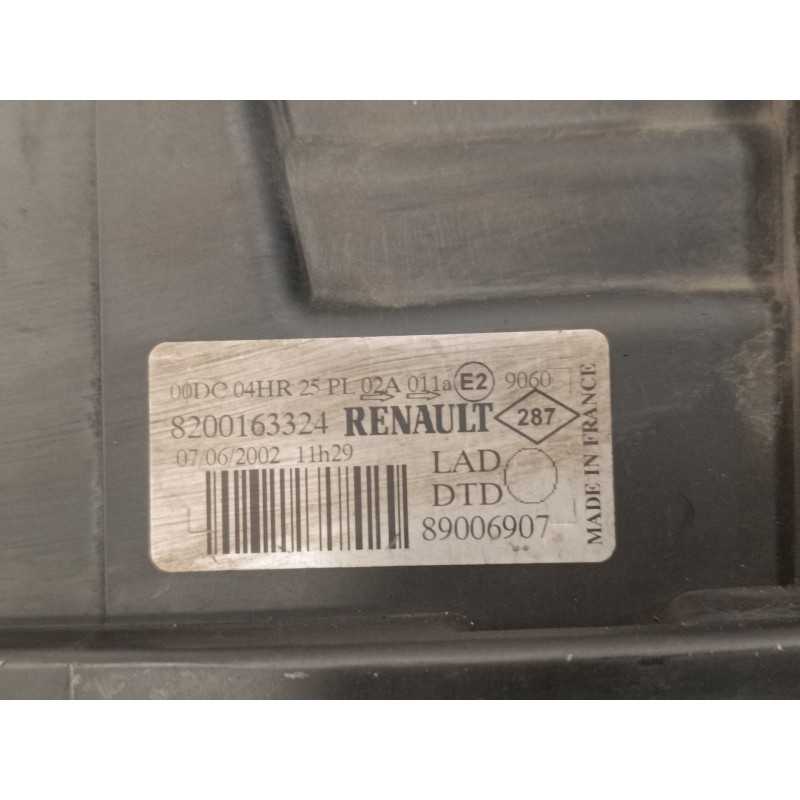 00DC 04HR 25 PL 02A 011a E2 9060
8200163324 RENAULT 287
07/06/2002 11h29 LAD
DTD
89006907
MADE IN FRANCE